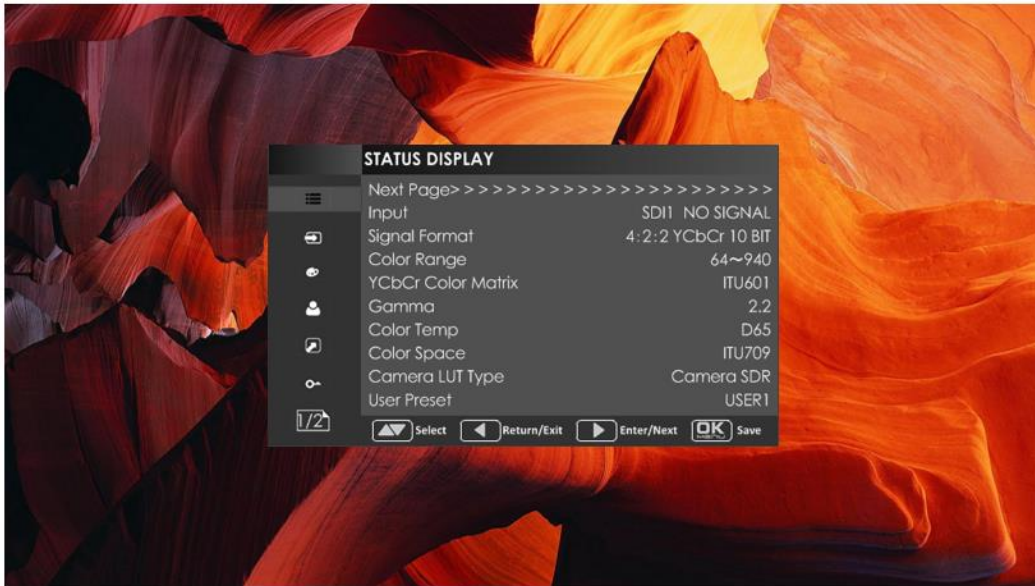 STATUS DISPLAY
Next Page> > > > > > > > > > > > > > > > > > > > > > >
Input SDI1 NO SIGNAL
Signal Format 4:2:2 YCbCr 10 BIT
Color Range 64~940
YCbCr Color Matrix ITU601
Gamma 2.2
Color Temp D65
Color Space ITU709
Camera LUT Type Camera SDR
User Preset USER1
1/2
Select Return/Exit Enter/Next OK MENU Save